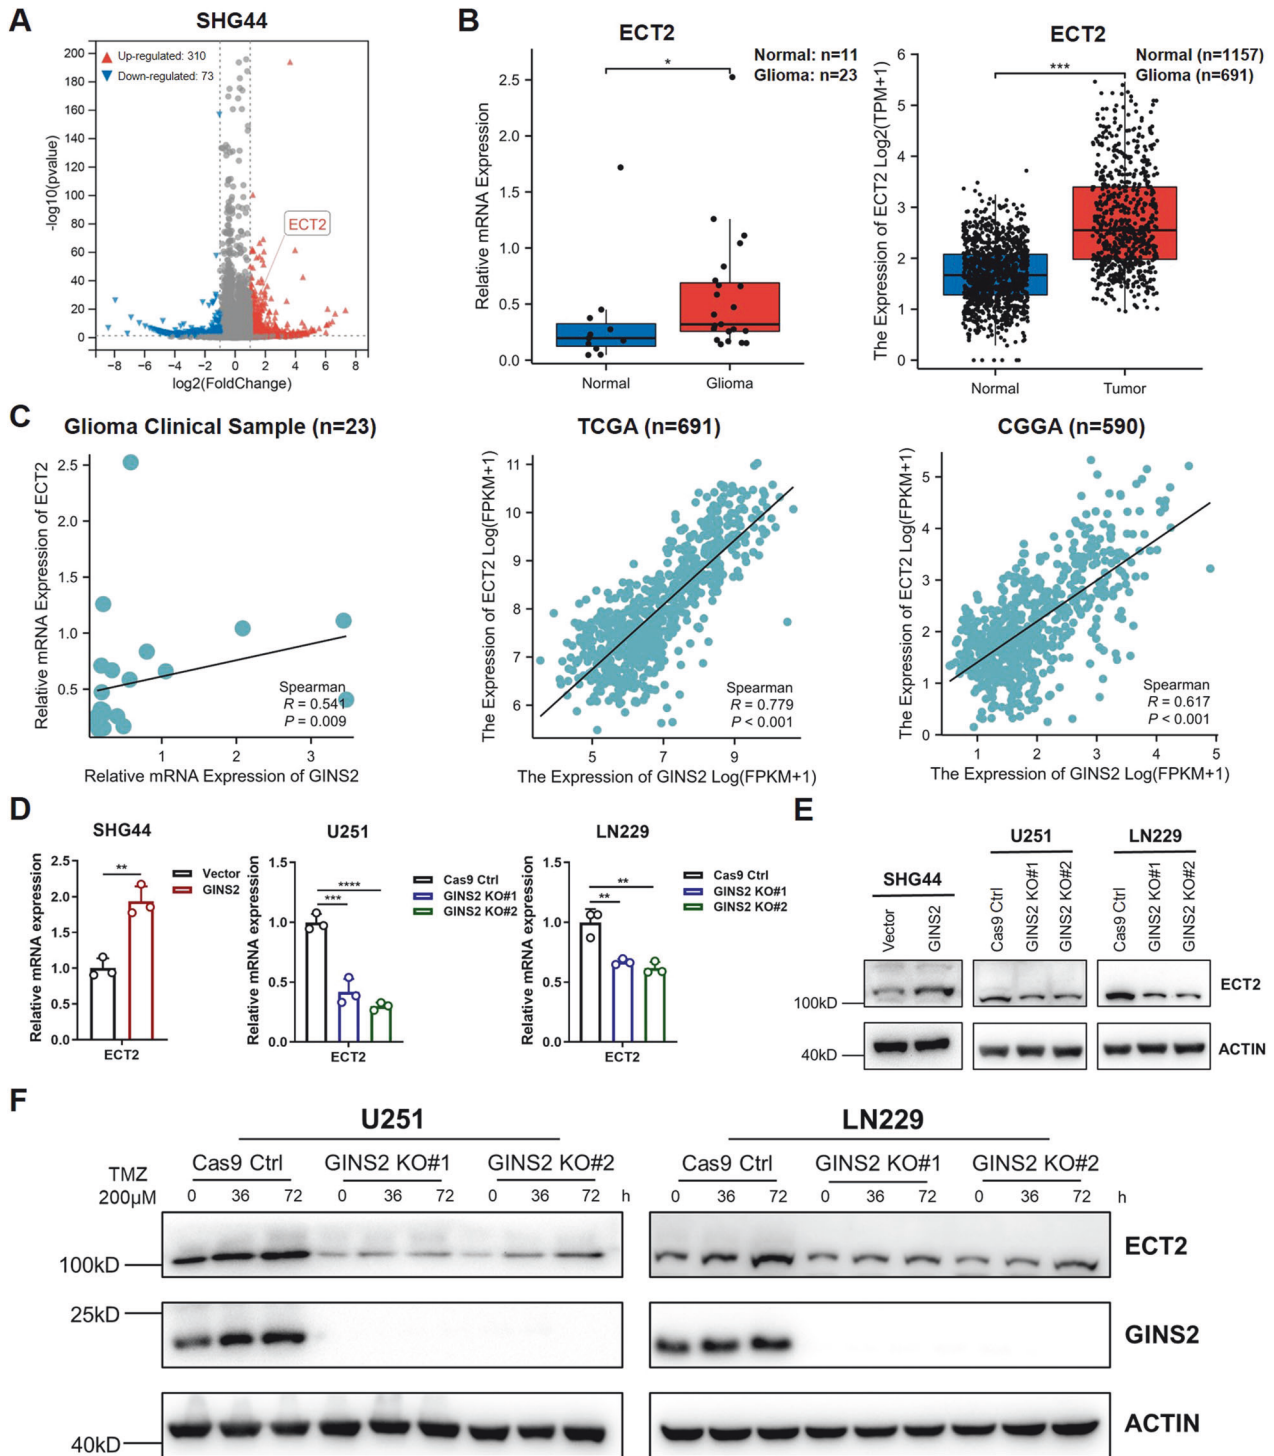 A
SHG44
Up-regulated: 310
Down-regulated: 73
ECT2
-log10(pvalue)
200
180
160
140
120
100
80
60
40
20
0
−8 −6 −4 −2 0 2 4 6 8
log2(FoldChange)
B
ECT2
Normal: n=11
Glioma: n=23
*
Relative mRNA Expression
2.5
2.0
1.5
1.0
0.5
0.0
Normal Glioma
ECT2
Normal (n=1157)
Glioma (n=691)
***
The Expression of ECT2 Log2(TPM+1)
6
5
4
3
2
1
0
Normal Tumor
C
Glioma Clinical Sample (n=23)
Relative mRNA Expression of ECT2
2.5
2.0
1.5
1.0
0.5
Spearman
R = 0.541
P = 0.009
1 2 3
Relative mRNA Expression of GINS2
TCGA (n=691)
The Expression of ECT2 Log(FPKM+1)
11
10
9
8
7
6
Spearman
R = 0.779
P < 0.001
5 7 9
The Expression of GINS2 Log(FPKM+1)
CGGA (n=590)
The Expression of ECT2 Log(FPKM+1)
5
4
3
2
1
0
Spearman
R = 0.617
P < 0.001
1 2 3 4 5
The Expression of GINS2 Log(FPKM+1)
D
SHG44
Relative mRNA expression
2.5
2.0
1.5
1.0
0.5
0.0
**
Vector
GINS2
ECT2
U251
Relative mRNA expression
1.5
1.0
0.5
0.0
****
***
Cas9 Ctrl
GINS2 KO#1
GINS2 KO#2
ECT2
LN229
Relative mRNA expression
1.5
1.0
0.5
0.0
**
**
Cas9 Ctrl
GINS2 KO#1
GINS2 KO#2
ECT2
E
SHG44 U251 LN229
Vector GINS2 Cas9 Ctrl GINS2 KO#1 GINS2 KO#2 Cas9 Ctrl GINS2 KO#1 GINS2 KO#2
100kD ECT2
40kD ACTIN
F
U251 LN229
Cas9 Ctrl GINS2 KO#1 GINS2 KO#2 Cas9 Ctrl GINS2 KO#1 GINS2 KO#2
TMZ
200μM 0 36 72 0 36 72 0 36 72 h 0 36 72 0 36 72 0 36 72 h
100kD ECT2
25kD GINS2
40kD ACTIN